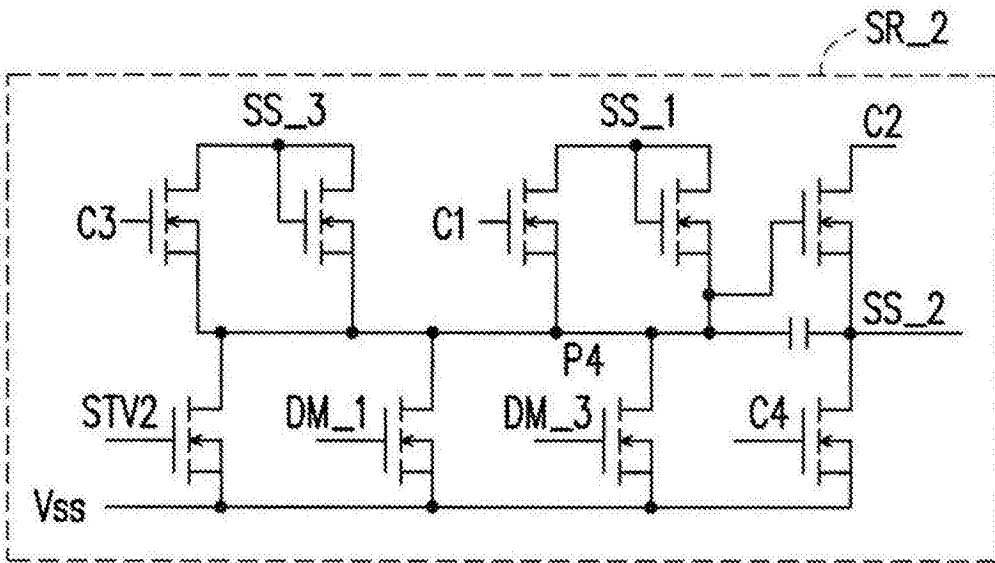 SR_2
SS_3
SS_1
C2
C3
C1
SS_2
P4
STV2
DM_1
DM_3
C4
Vss